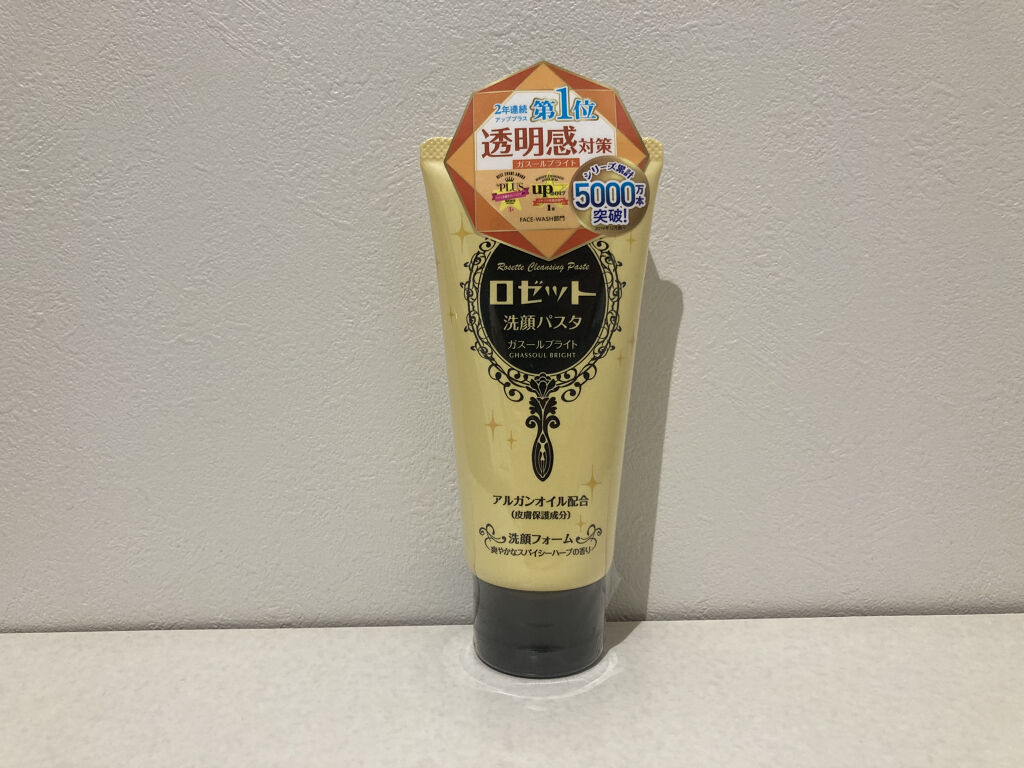 2年連続
アッププラス
第1位
透明感対策
ガスールブライト
PLUS
up 2017
1位
FACE-WASH部門
シリーズ累計
5000万本
突破!
Rosette Cleansing Paste
ロゼット
洗顔パスタ
ガスールブライト
GHASSOUL BRIGHT
アルガンオイル配合
(皮膚保護成分)
洗顔フォーム
爽やかなスパイシーハーブの香り